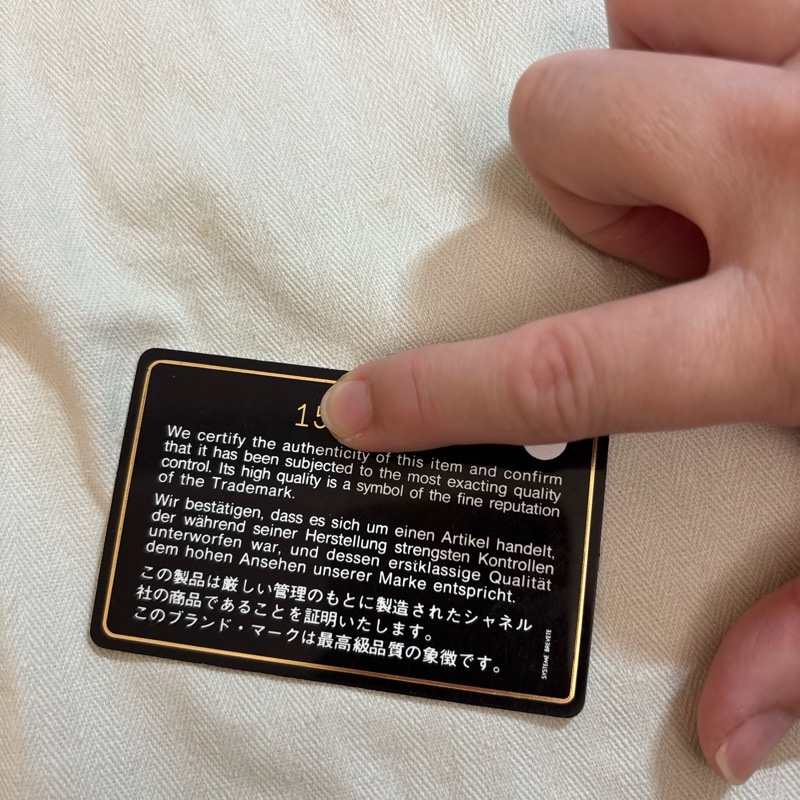 15
We certify the authenticity of this item and confirm
that it has been subjected to the most exacting quality
control. Its high quality is a symbol of the fine reputation
of the Trademark.
Wir bestätigen, dass es sich um einen Artikel handelt,
der während seiner Herstellung strengsten Kontrollen
unterworfen war, und dessen erstklassige Qualität
dem hohen Ansehen unserer Marke entspricht.
この製品は厳しい管理のもとに製造されたシャネル
社の商品であることを証明いたします。
このブランド・マークは最高級品質の象徴です。
SYSTEME BREVETE